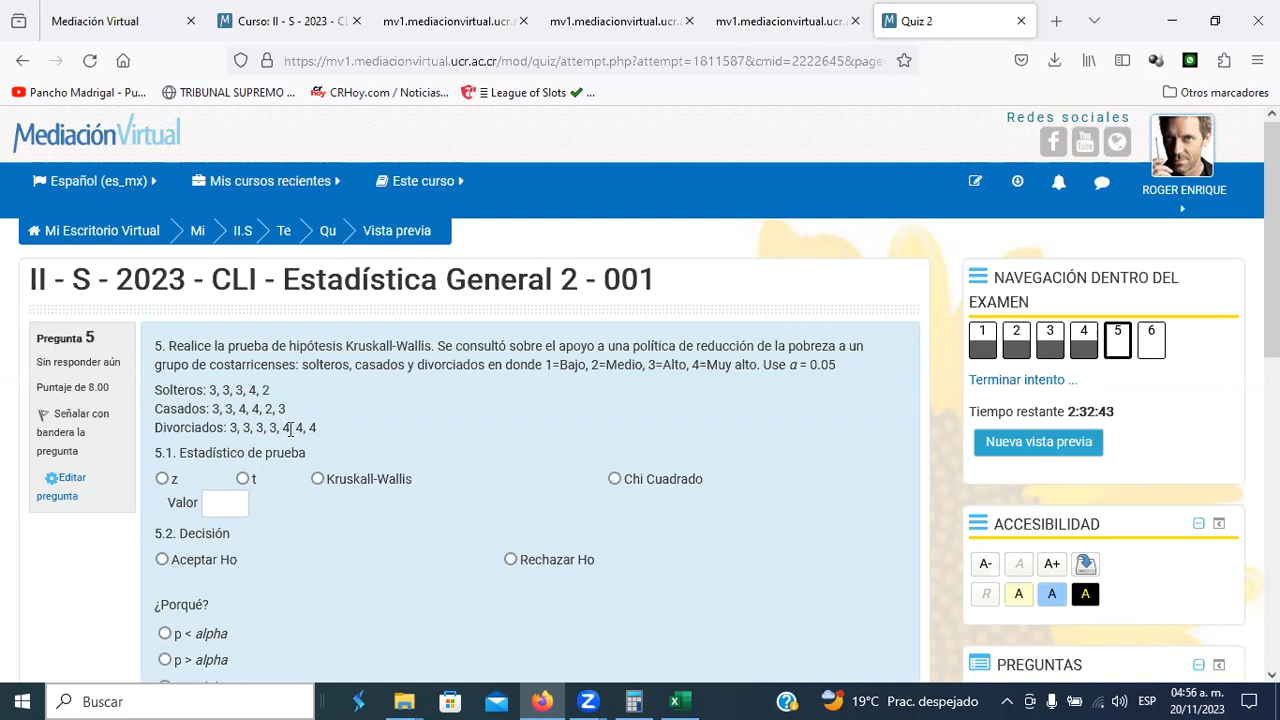 Mediación Virtual
Curso: II - S - 2023 - CL
mv1.mediacionvirtual.ucr.ac
mv1.mediacionvirtual.ucr.ac.
mv1.mediacionvirtual.ucr.ac
Quiz 2
https://mv1.mediacionvirtual.ucr.ac.cr/mod/quiz/attempt.php?attempt=1811587&cmid=2222645&page
Pancho Madrigal - Pu...
TRIBUNAL SUPREMO ...
CRHoy.com / Noticias...
☰ League of Slots ✔ ...
Otros marcadores
MediaciónVirtual
Redes sociales
Español (es_mx)
Mis cursos recientes
Este curso
ROGER ENRIQUE
Mi Escritorio Virtual
Mi
II.S
Te
Qu
Vista previa
II - S - 2023 - CLI - Estadística General 2 - 001
Pregunta 5
Sin responder aún
Puntaje de 8.00
Señalar con
bandera la
pregunta
Editar
pregunta
5. Realice la prueba de hipótesis Kruskall-Wallis. Se consultó sobre el apoyo a una política de reducción de la pobreza a un
grupo de costarricenses: solteros, casados y divorciados en donde 1=Bajo, 2=Medio, 3=Alto, 4=Muy alto. Use α = 0.05
Solteros: 3, 3, 3, 4, 2
Casados: 3, 3, 4, 4, 2, 3
Divorciados: 3, 3, 3, 3, 4, 4, 4
5.1. Estadístico de prueba
z
t
Kruskall-Wallis
Chi Cuadrado
Valor
5.2. Decisión
Aceptar Ho
Rechazar Ho
¿Porqué?
p < alpha
p > alpha
NAVEGACIÓN DENTRO DEL
EXAMEN
1 2 3 4 5 6
Terminar intento ...
Tiempo restante 2:32:43
Nueva vista previa
ACCESIBILIDAD
A- A A+
R A A A
PREGUNTAS
Buscar
19°C Prac. despejado
ESP
04:56 a. m.
20/11/2023